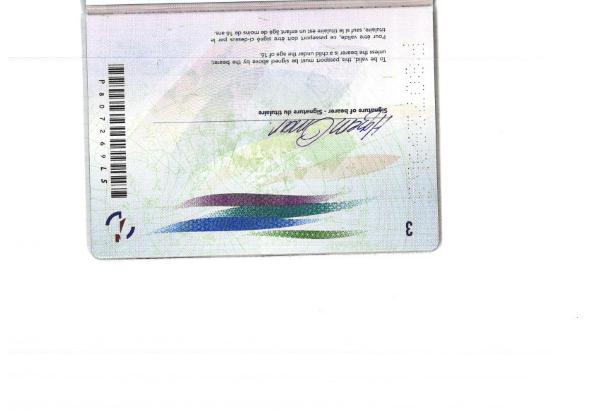 3
Signature of bearer - Signature du titulaire
To be valid, this passport must be signed above by the bearer,
unless the bearer is a child under the age of 16.
Pour être valide, ce passeport doit être signé ci-dessus par le
titulaire, sauf si le titulaire est un enfant âgé de moins de 16 ans.
P807269LS